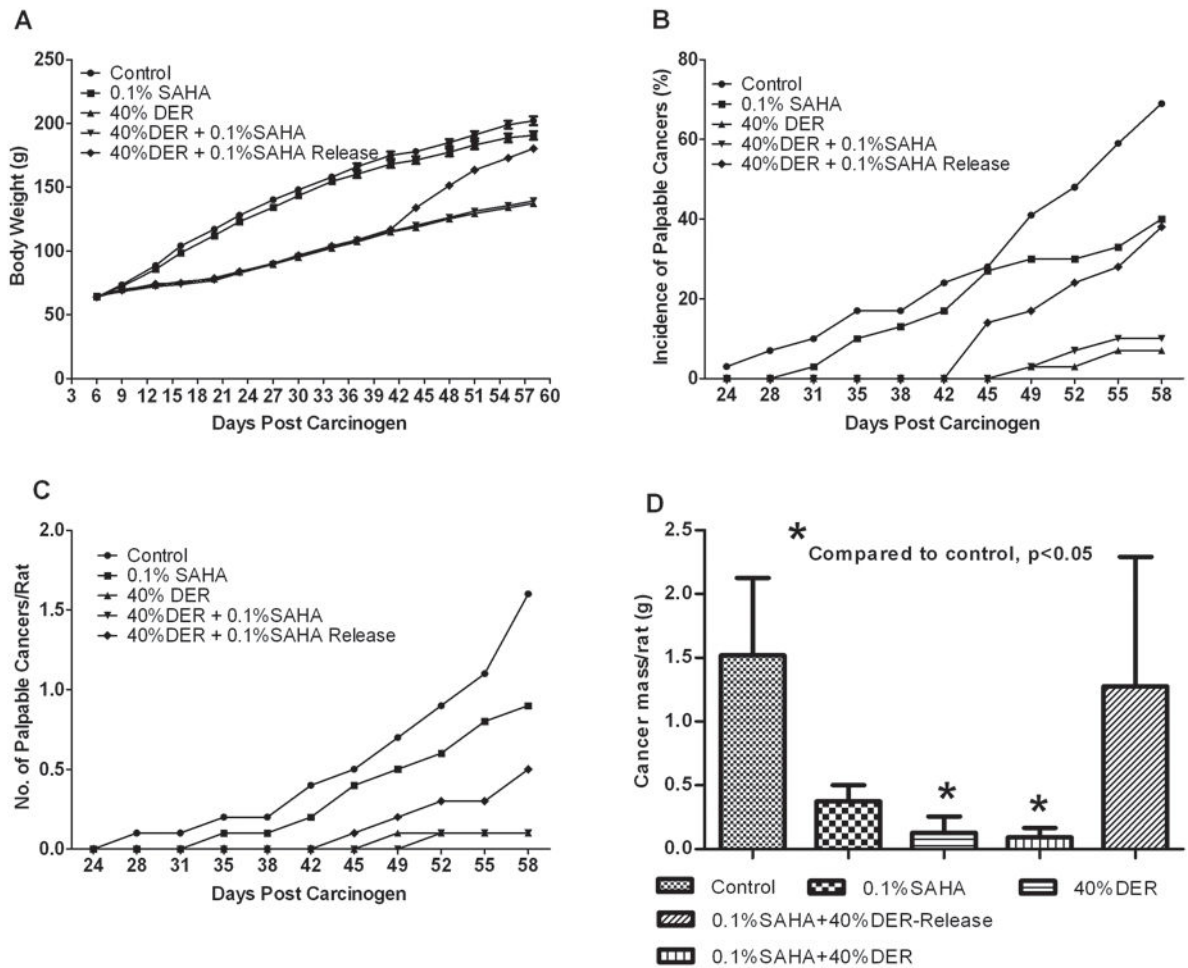 A
250
200
150
100
50
0
Body Weight (g)
Control
0.1% SAHA
40% DER
40%DER + 0.1%SAHA
40%DER + 0.1%SAHA Release
3 6 9 12 15 18 21 24 27 30 33 36 39 42 45 48 51 54 57 60
Days Post Carcinogen
B
80
60
40
20
0
Incidence of Palpable Cancers (%)
Control
0.1% SAHA
40% DER
40%DER + 0.1%SAHA
40%DER + 0.1%SAHA Release
24 28 31 35 38 42 45 49 52 55 58
Days Post Carcinogen
C
2.0
1.5
1.0
0.5
0.0
No. of Palpable Cancers/Rat
Control
0.1% SAHA
40% DER
40%DER + 0.1%SAHA
40%DER + 0.1%SAHA Release
24 28 31 35 38 42 45 49 52 55 58
Days Post Carcinogen
D
2.5
2.0
1.5
1.0
0.5
0.0
Cancer mass/rat (g)
* Compared to control, p<0.05
* *
Control 0.1%SAHA 40%DER
0.1%SAHA+40%DER-Release
0.1%SAHA+40%DER